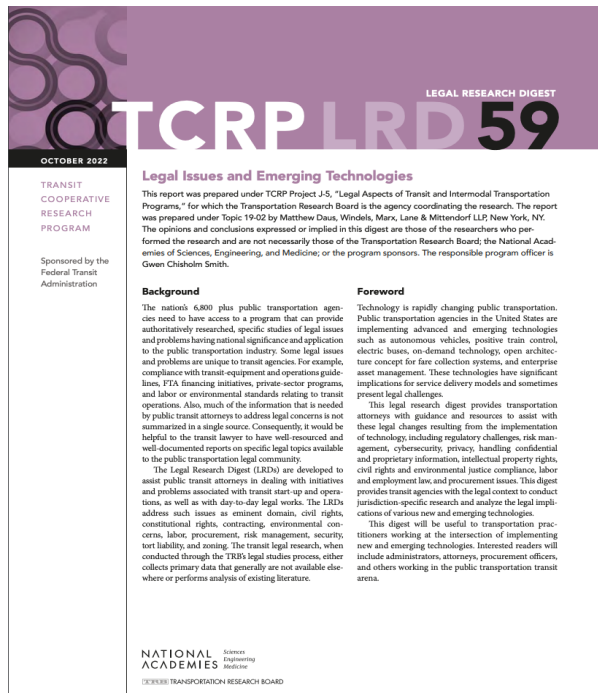 LEGAL RESEARCH DIGEST
TCRP LRD 59
OCTOBER 2022
TRANSIT
COOPERATIVE
RESEARCH
PROGRAM
Sponsored by the
Federal Transit
Administration
Legal Issues and Emerging Technologies
This report was prepared under TCRP Project J-5, “Legal Aspects of Transit and Intermodal Transportation
Programs,” for which the Transportation Research Board is the agency coordinating the research. The report
was prepared under Topic 19-02 by Matthew Daus, Windels, Marx, Lane & Mittendorf LLP, New York, NY.
The opinions and conclusions expressed or implied in this digest are those of the researchers who per-
formed the research and are not necessarily those of the Transportation Research Board; the National Acad-
emies of Sciences, Engineering, and Medicine; or the program sponsors. The responsible program officer is
Gwen Chisholm Smith.
Background
The nation’s 6,800 plus public transportation agen-
cies need to have access to a program that can provide
authoritatively researched, specific studies of legal issues
and problems having national significance and application
to the public transportation industry. Some legal issues
and problems are unique to transit agencies. For example,
compliance with transit-equipment and operations guide-
lines, FTA financing initiatives, private-sector programs,
and labor or environmental standards relating to transit
operations. Also, much of the information that is needed
by public transit attorneys to address legal concerns is not
summarized in a single source. Consequently, it would be
helpful to the transit lawyer to have well-resourced and
well-documented reports on specific legal topics available
to the public transportation legal community.
The Legal Research Digest (LRDs) are developed to
assist public transit attorneys in dealing with initiatives
and problems associated with transit start-up and opera-
tions, as well as with day-to-day legal works. The LRDs
address such issues as eminent domain, civil rights,
constitutional rights, contracting, environmental con-
cerns, labor, procurement, risk management, security,
tort liability, and zoning. The transit legal research, when
conducted through the TRB’s legal studies process, either
collects primary data that generally are not available else-
where or performs analysis of existing literature.
Foreword
Technology is rapidly changing public transportation.
Public transportation agencies in the United States are
implementing advanced and emerging technologies
such as autonomous vehicles, positive train control,
electric buses, on-demand technology, open architec-
ture concept for fare collection systems, and enterprise
asset management. These technologies have significant
implications for service delivery models and sometimes
present legal challenges.
This legal research digest provides transportation
attorneys with guidance and resources to assist with
these legal changes resulting from the implementation
of technology, including regulatory challenges, risk man-
agement, cybersecurity, privacy, handling confidential
and proprietary information, intellectual property rights,
civil rights and environmental justice compliance, labor
and employment law, and procurement issues. This digest
provides transit agencies with the legal context to conduct
jurisdiction-specific research and analyze the legal impli-
cations of various new and emerging technologies.
This digest will be useful to transportation prac-
titioners working at the intersection of implementing
new and emerging technologies. Interested readers will
include administrators, attorneys, procurement officers,
and others working in the public transportation transit
arena.
NATIONAL
ACADEMIES
Sciences
Engineering
Medicine
TRB TRANSPORTATION RESEARCH BOARD